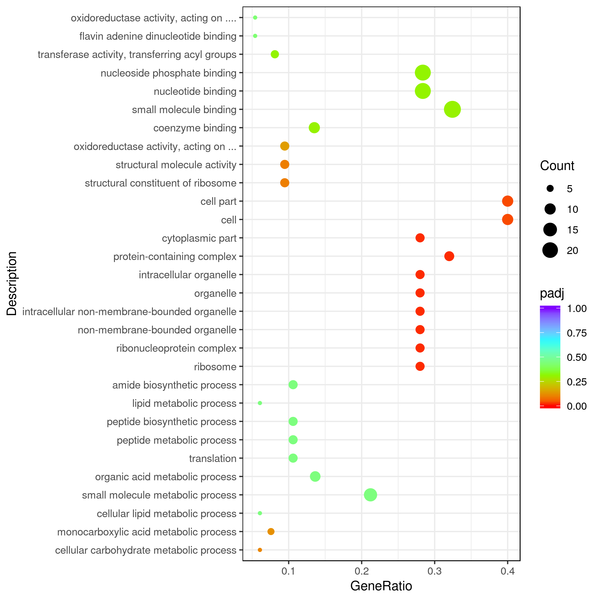 oxidoreductase activity, acting on ....
flavin adenine dinucleotide binding
transferase activity, transferring acyl groups
nucleoside phosphate binding
nucleotide binding
small molecule binding
coenzyme binding
oxidoreductase activity, acting on ...
structural molecule activity
structural constituent of ribosome
cell part
cell
cytoplasmic part
protein-containing complex
intracellular organelle
organelle
intracellular non-membrane-bounded organelle
non-membrane-bounded organelle
ribonucleoprotein complex
ribosome
amide biosynthetic process
lipid metabolic process
peptide biosynthetic process
peptide metabolic process
translation
organic acid metabolic process
small molecule metabolic process
cellular lipid metabolic process
monocarboxylic acid metabolic process
cellular carbohydrate metabolic process
Description
0.1 0.2 0.3 0.4
GeneRatio
Count
5
10
15
20
padj
1.00
0.75
0.50
0.25
0.00